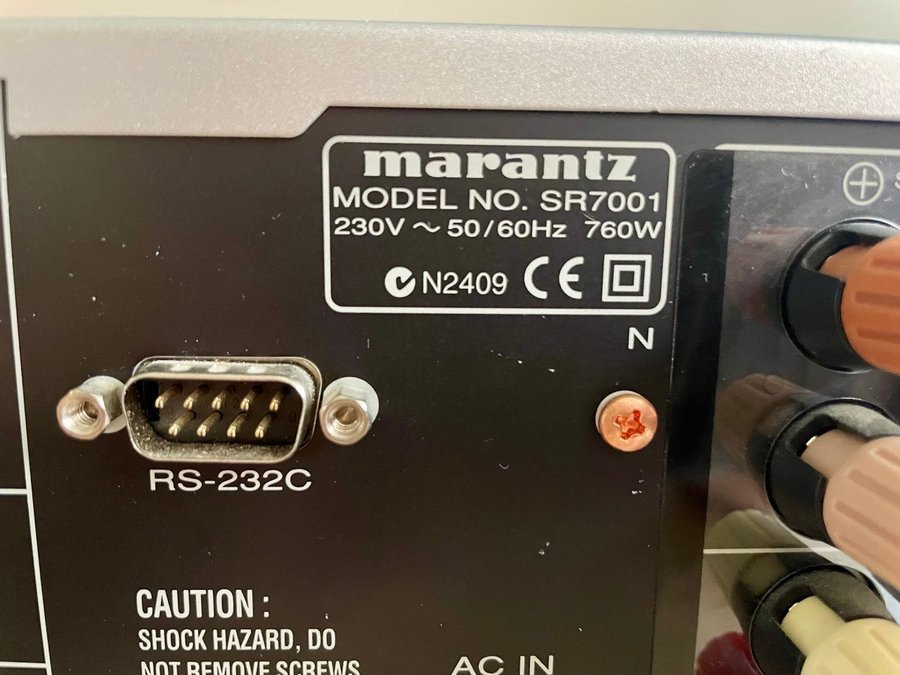 marantz
MODEL NO. SR7001
230V ~ 50/60Hz 760W
N2409 CE
N
RS-232C
CAUTION :
SHOCK HAZARD, DO
NOT REMOVE SCREWS
AC IN